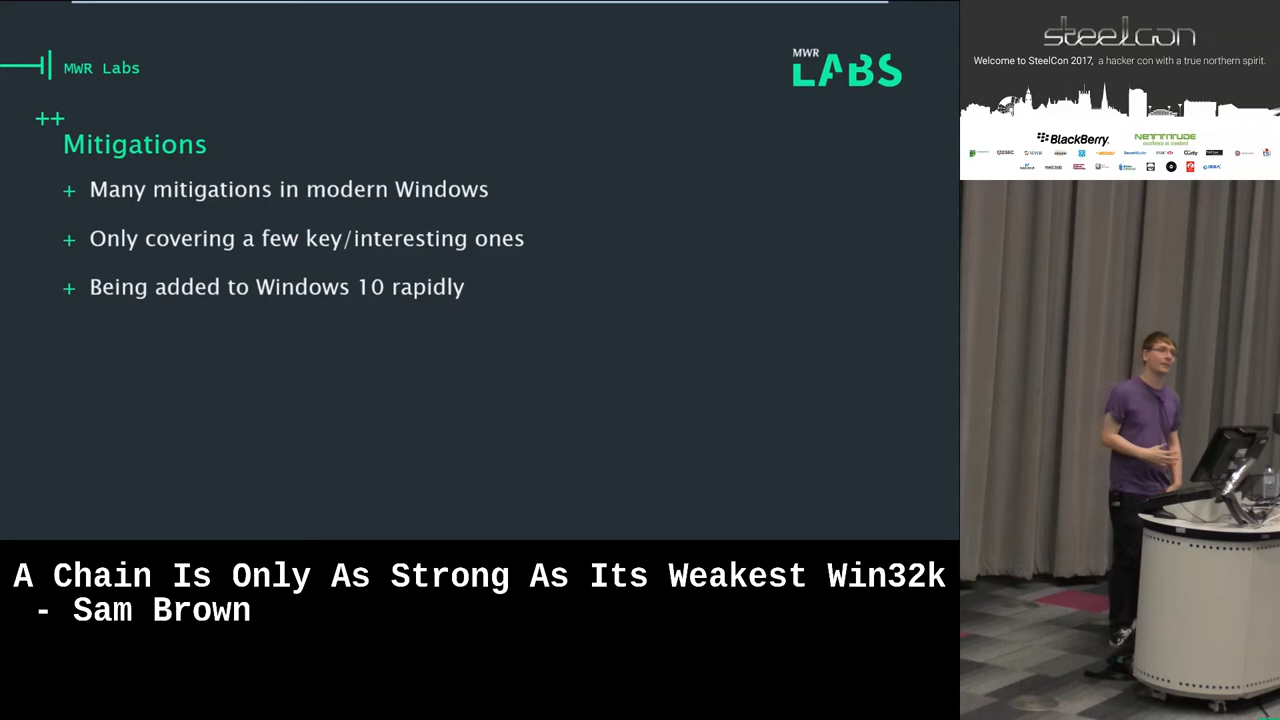 MWR Labs
MWR
LABS
++
Mitigations
+ Many mitigations in modern Windows
+ Only covering a few key/interesting ones
+ Being added to Windows 10 rapidly
A Chain Is Only As Strong As Its Weakest Win32k
- Sam Brown
steelcon
Welcome to SteelCon 2017, a hacker con with a true northern spirit.
BlackBerry
NETTITUDE